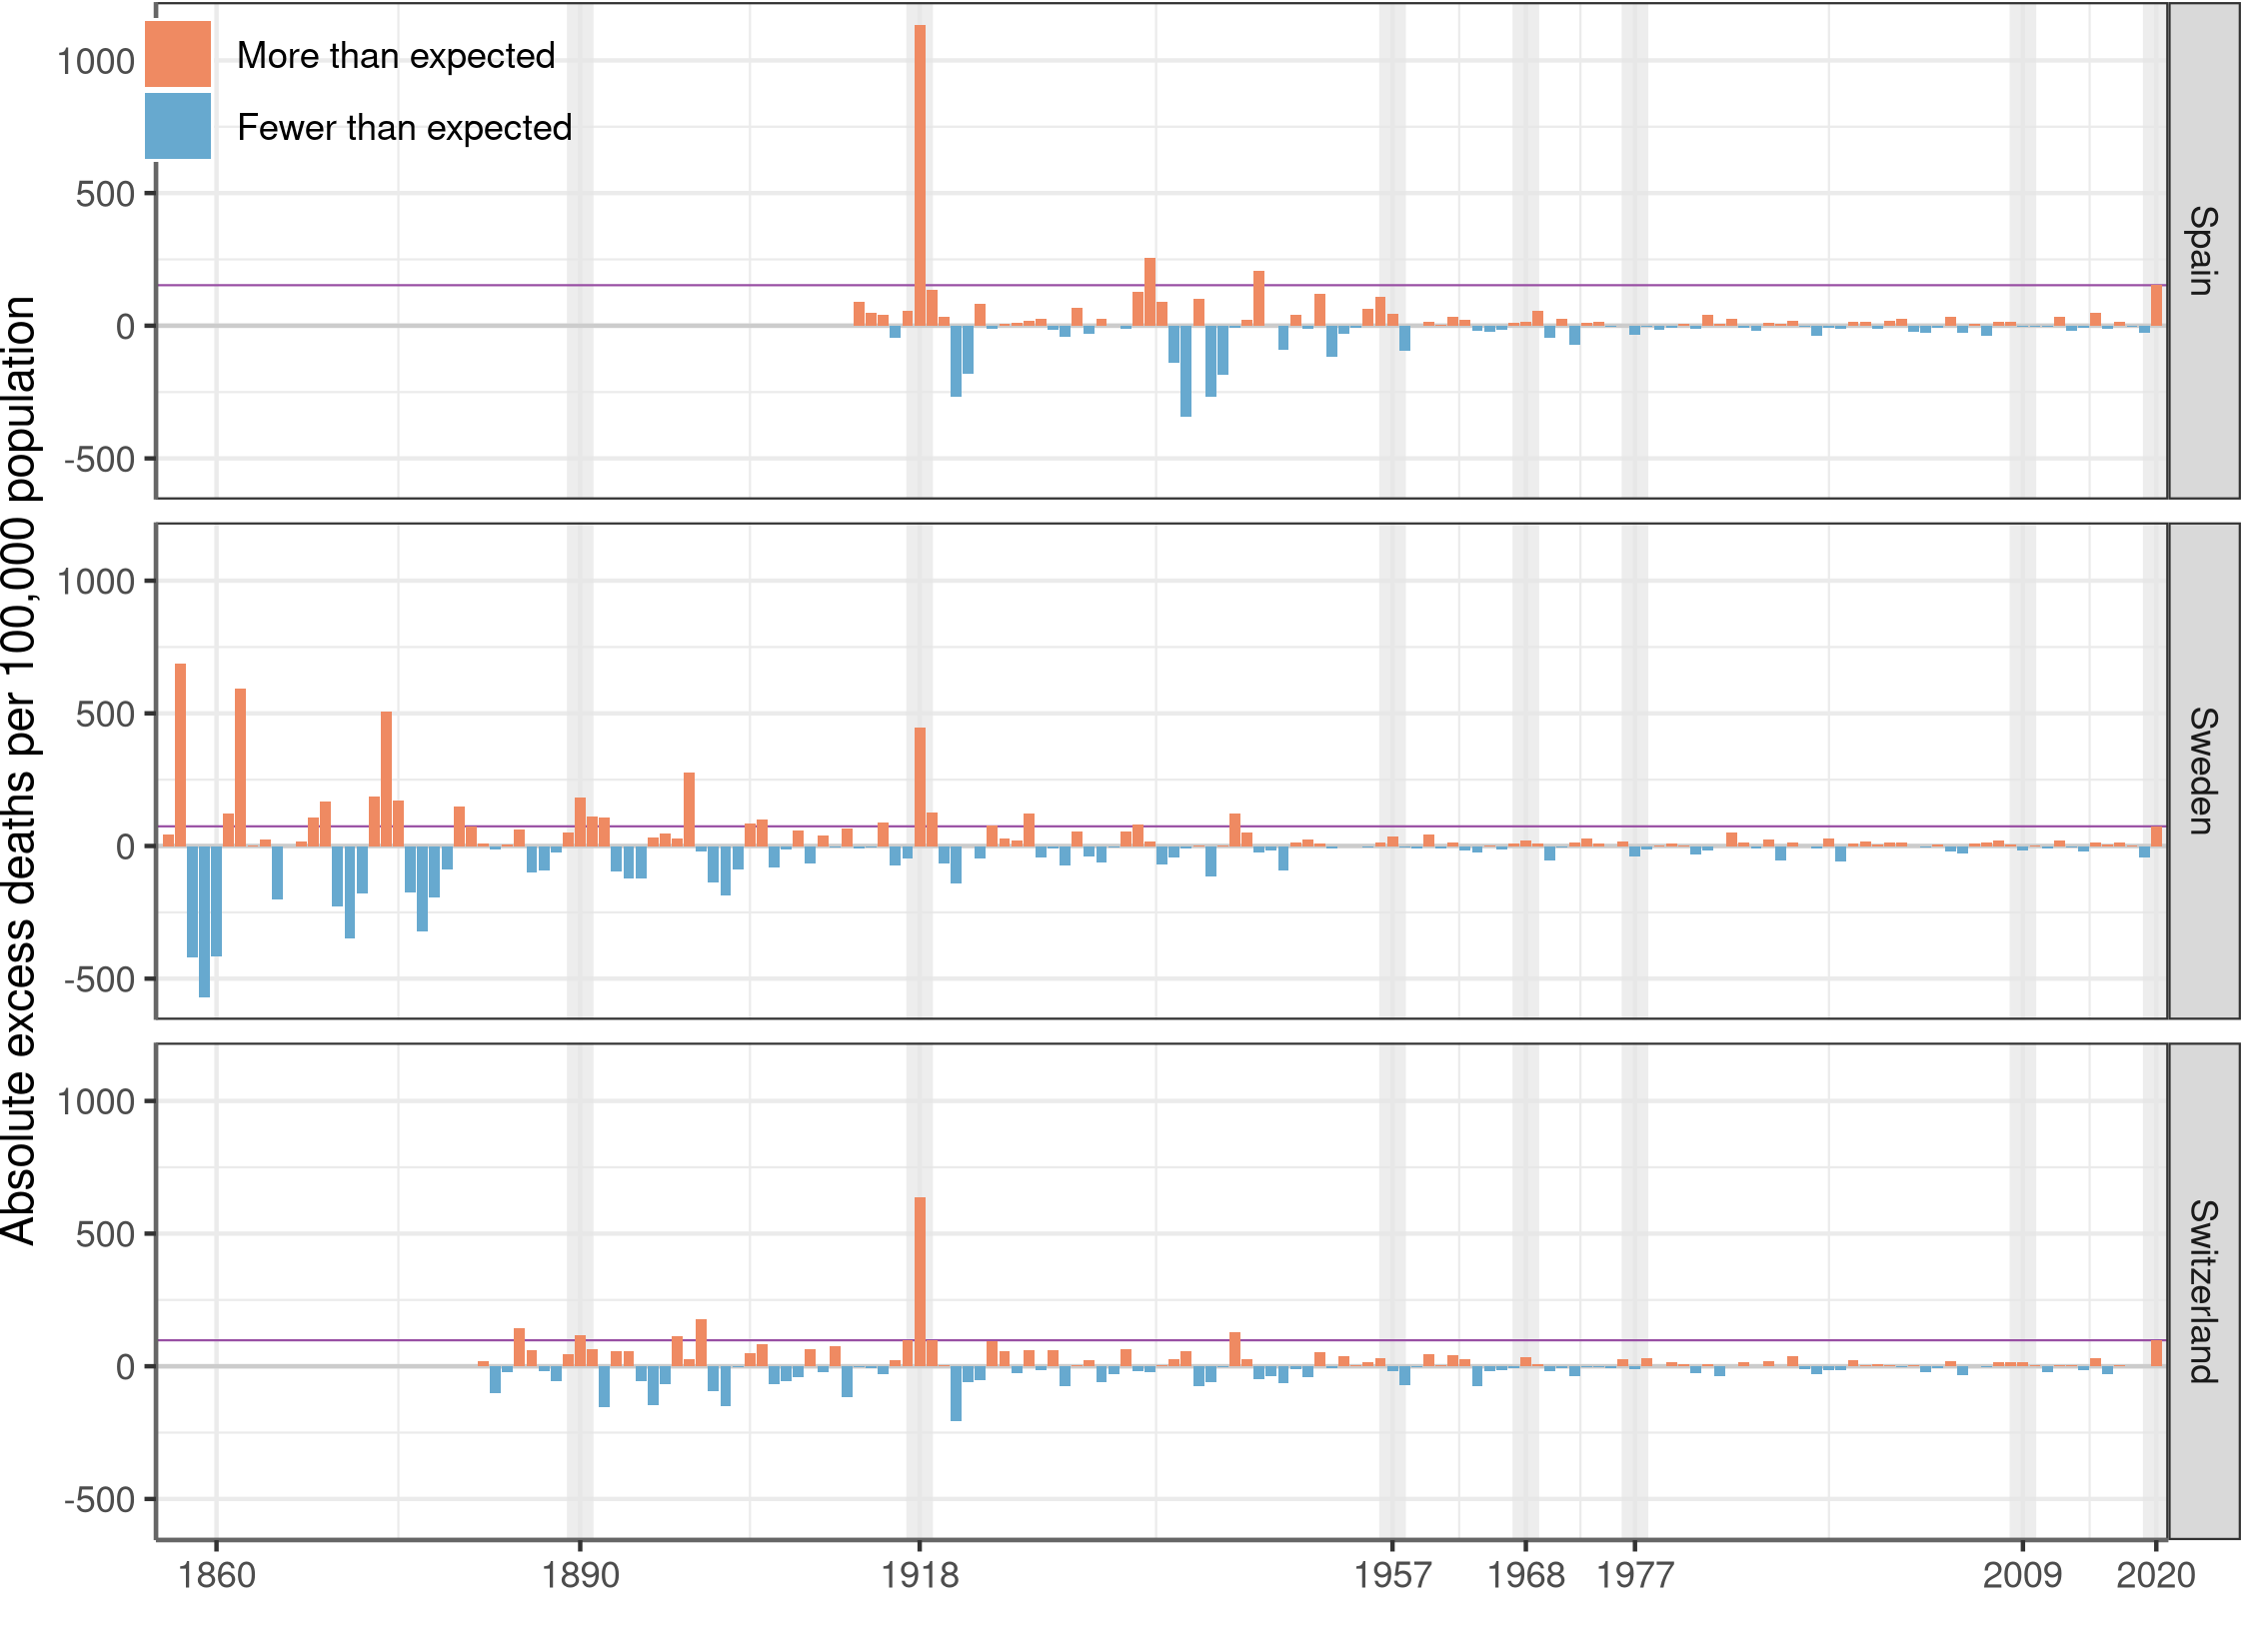 Absolute excess deaths per 100,000 population
More than expected
Fewer than expected
1000
500
0
-500
Spain
1000
500
0
-500
Sweden
1000
500
0
-500
Switzerland
1860 1890 1918 1957 1968 1977 2009 2020